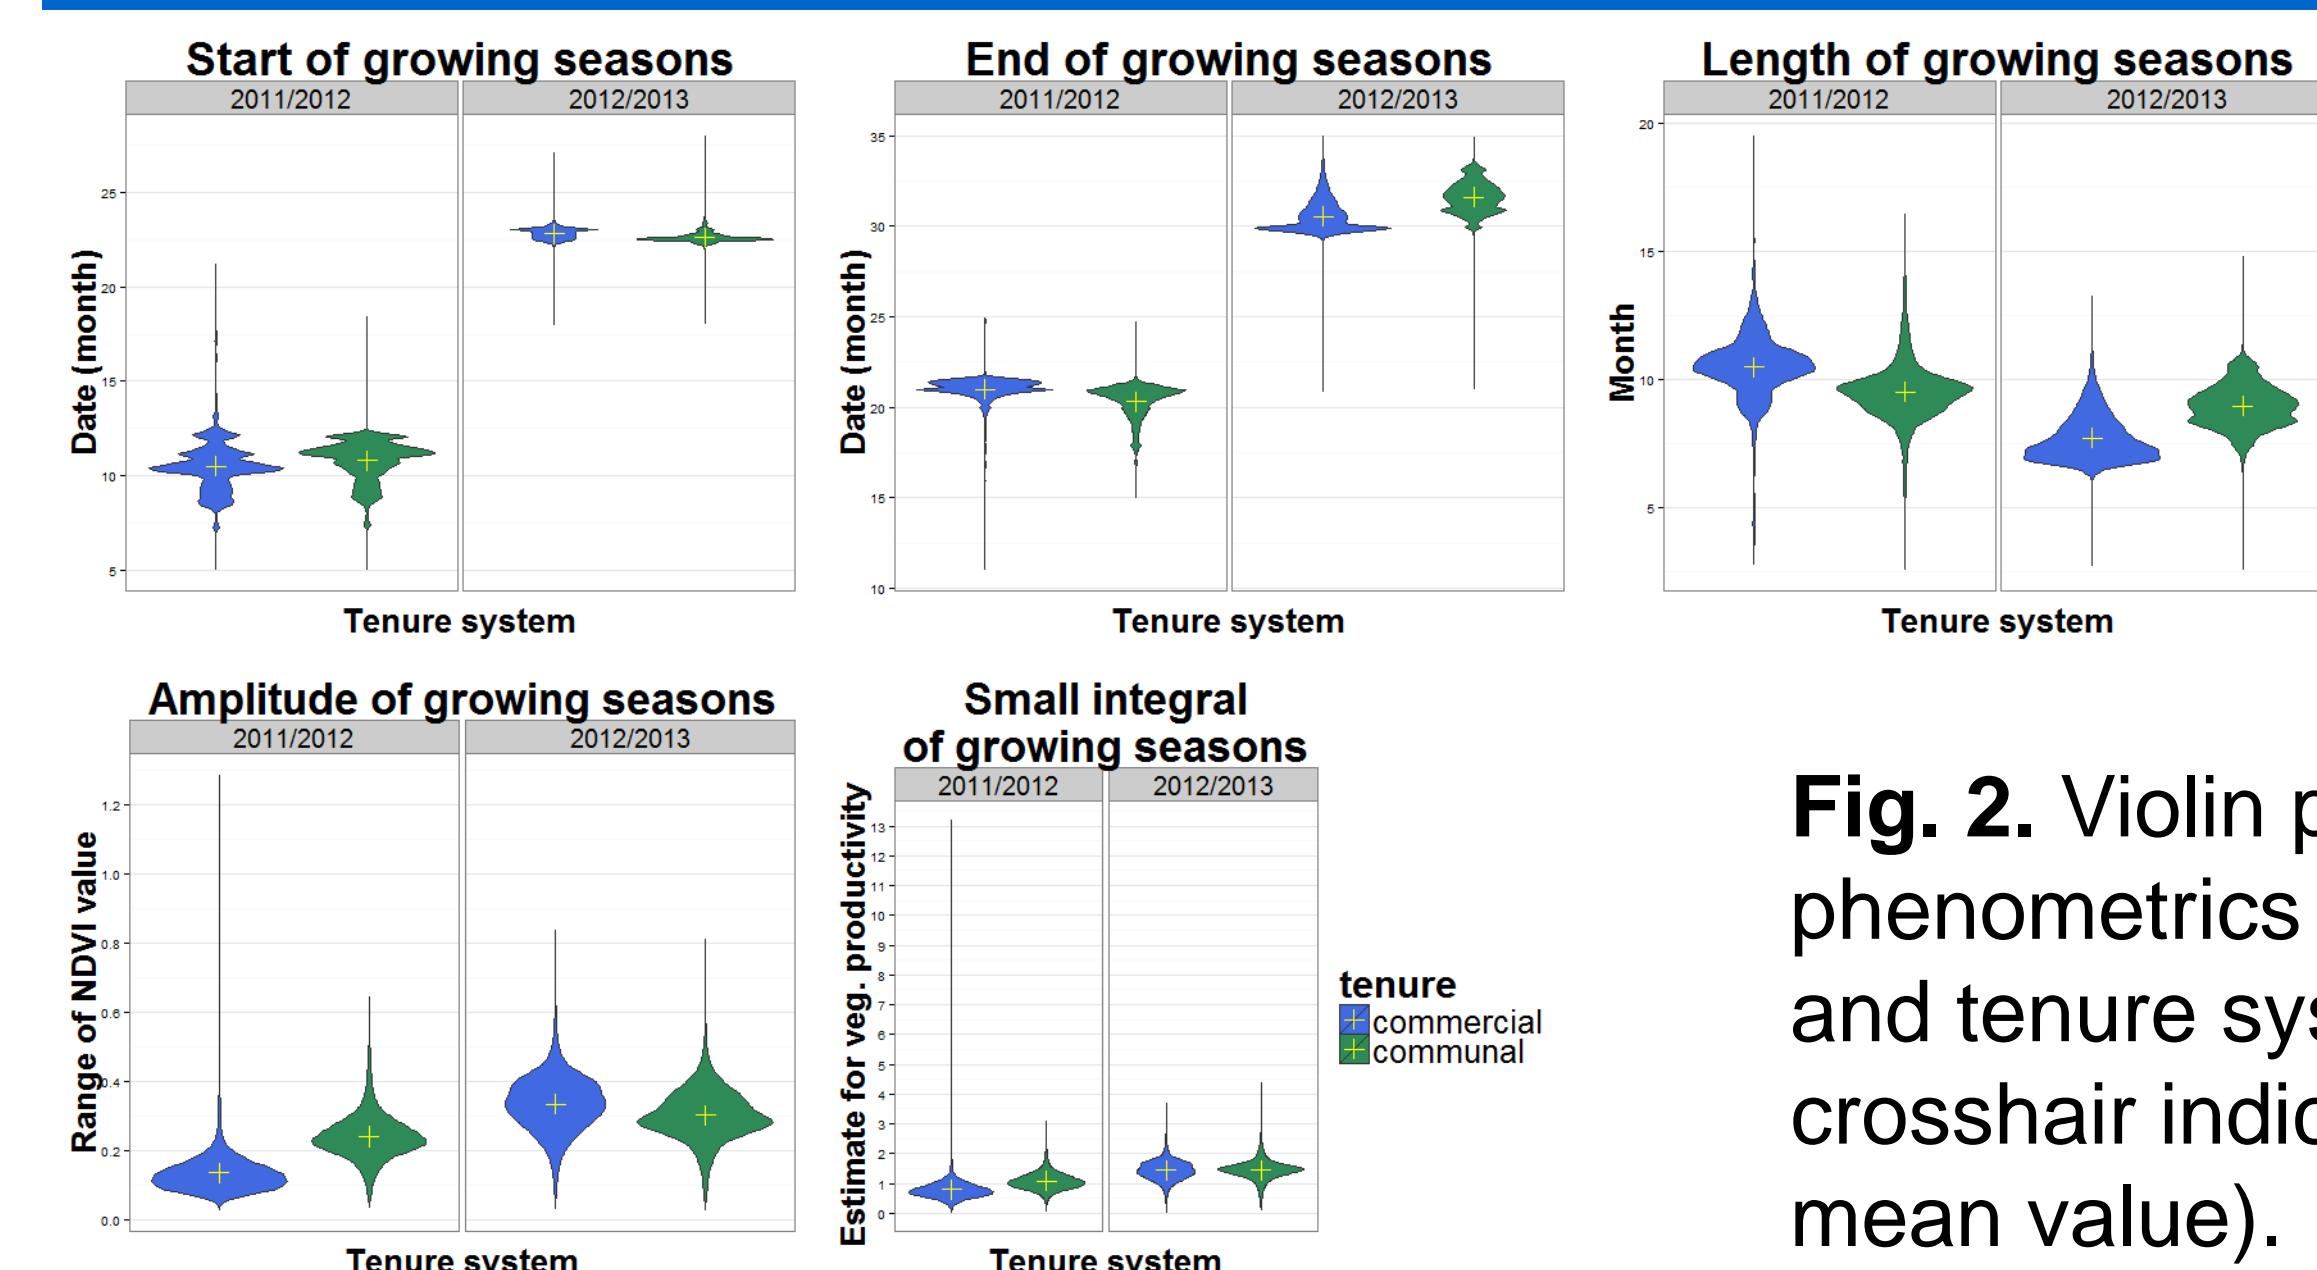 Start of growing seasons
2011/2012 2012/2013
Date (month)
25
20
15
10
5
Tenure system
End of growing seasons
2011/2012 2012/2013
Date (month)
35
30
25
20
15
10
Tenure system
Length of growing seasons
2011/2012 2012/2013
Month
20
15
10
5
Tenure system
Amplitude of growing seasons
2011/2012 2012/2013
Range of NDVI value
1.2
1.0
0.8
0.6
0.4
0.2
0.0
Tenure system
Small integral
of growing seasons
2011/2012 2012/2013
Estimate for veg. productivity
13
12
11
10
9
8
7
6
5
4
3
2
1
0
Tenure system
tenure
commercial
communal
Fig. 2. Violin p
phenometrics
and tenure sys
crosshair indic
mean value).